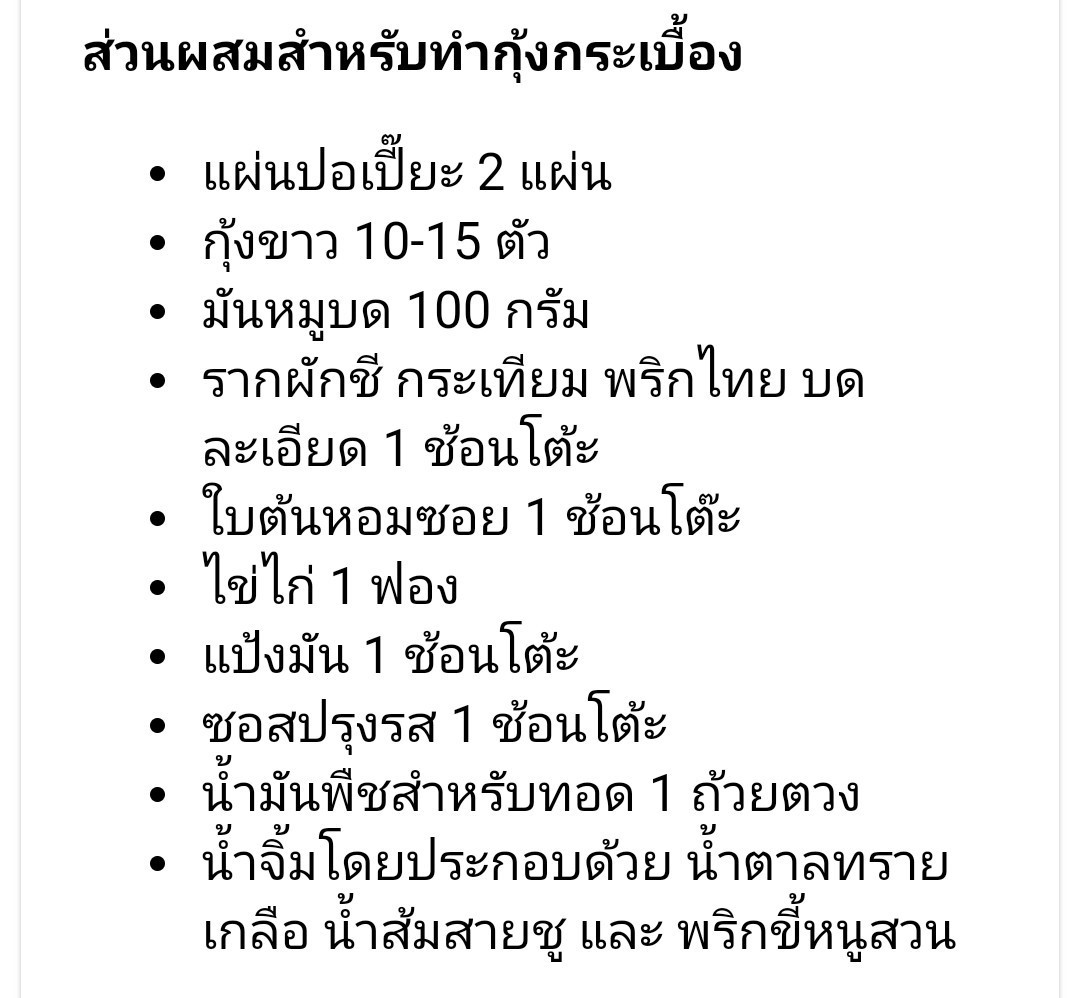 ส่วนผสมสำหรับทำกุ้งกระเบื้อง
• แผ่นปอเปี๊ยะ 2 แผ่น
• กุ้งขาว 10-15 ตัว
• มันหมูบด 100 กรัม
• รากผักชี กระเทียม พริกไทย บด
ละเอียด 1 ช้อนโต้ะ
• ใบต้นหอมซอย 1 ช้อนโต๊ะ
• ไข่ไก่ 1 ฟอง
• แป้งมัน 1 ช้อนโต้ะ
• ซอสปรุงรส 1 ช้อนโต้ะ
• น้ำมันพืชสำหรับทอด 1 ถ้วยตวง
• น้ำจิ้มโดยประกอบด้วย น้ำตาลทราย
เกลือ น้ำส้มสายชู และ พริกขี้หนูสวน